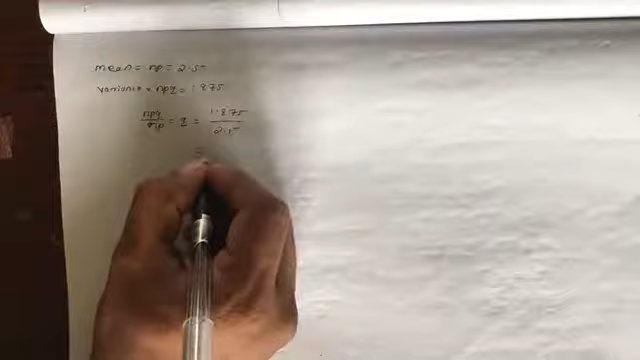 mean = np = 2.5
variance = npq = 1.875
npq/np = q = 1.875/2.5
=